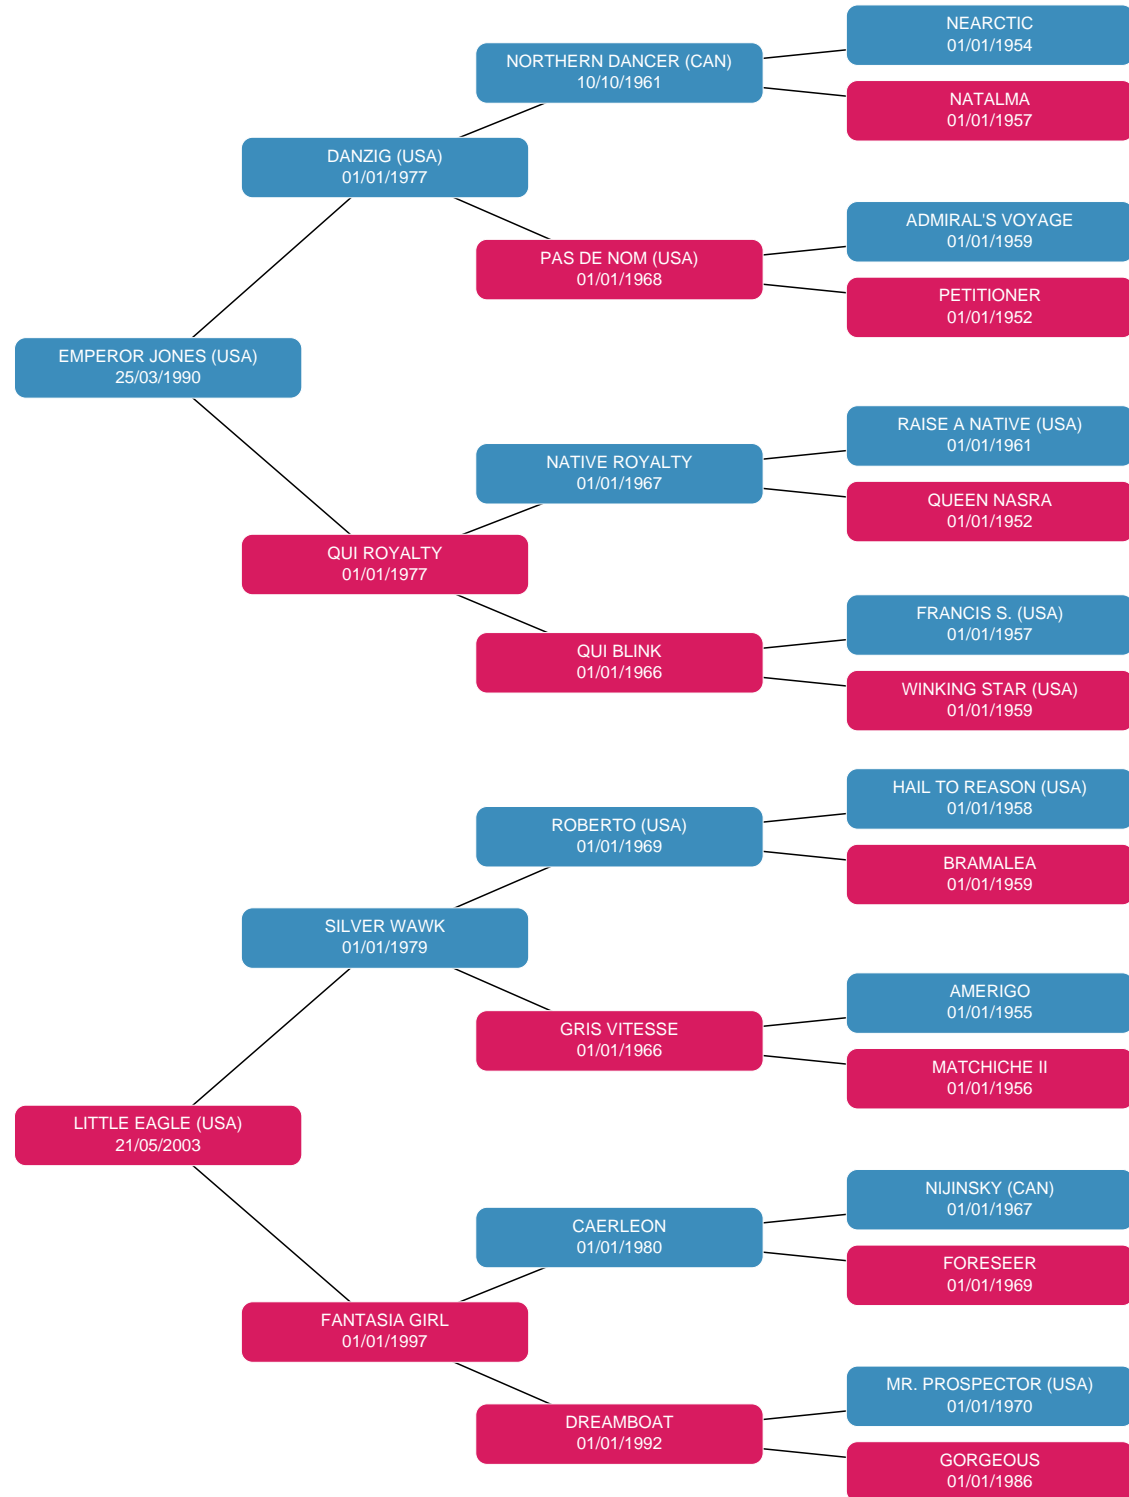 NEARCTIC
01/01/1954
NORTHERN DANCER (CAN)
10/10/1961
NATALMA
01/01/1957
DANZIG (USA)
01/01/1977
ADMIRAL'S VOYAGE
01/01/1959
PAS DE NOM (USA)
01/01/1968
PETITIONER
01/01/1952
EMPEROR JONES (USA)
25/03/1990
RAISE A NATIVE (USA)
01/01/1961
NATIVE ROYALTY
01/01/1967
QUEEN NASRA
01/01/1952
QUI ROYALTY
01/01/1977
FRANCIS S. (USA)
01/01/1957
QUI BLINK
01/01/1966
WINKING STAR (USA)
01/01/1959
HAIL TO REASON (USA)
01/01/1958
ROBERTO (USA)
01/01/1969
BRAMALEA
01/01/1959
SILVER WAWK
01/01/1979
AMERIGO
01/01/1955
GRIS VITESSE
01/01/1966
MATCHICHE II
01/01/1956
LITTLE EAGLE (USA)
21/05/2003
NIJINSKY (CAN)
01/01/1967
CAERLEON
01/01/1980
FORESEER
01/01/1969
FANTASIA GIRL
01/01/1997
MR. PROSPECTOR (USA)
01/01/1970
DREAMBOAT
01/01/1992
GORGEOUS
01/01/1986